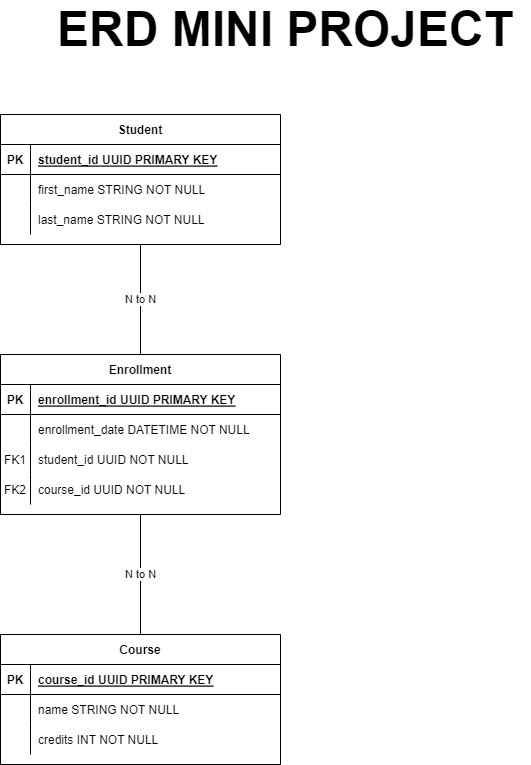 ERD MINI PROJECT
Student
PK student_id UUID PRIMARY KEY
first_name STRING NOT NULL
last_name STRING NOT NULL
N to N
Enrollment
PK enrollment_id UUID PRIMARY KEY
enrollment_date DATETIME NOT NULL
FK1 student_id UUID NOT NULL
FK2 course_id UUID NOT NULL
N to N
Course
PK course_id UUID PRIMARY KEY
name STRING NOT NULL
credits INT NOT NULL